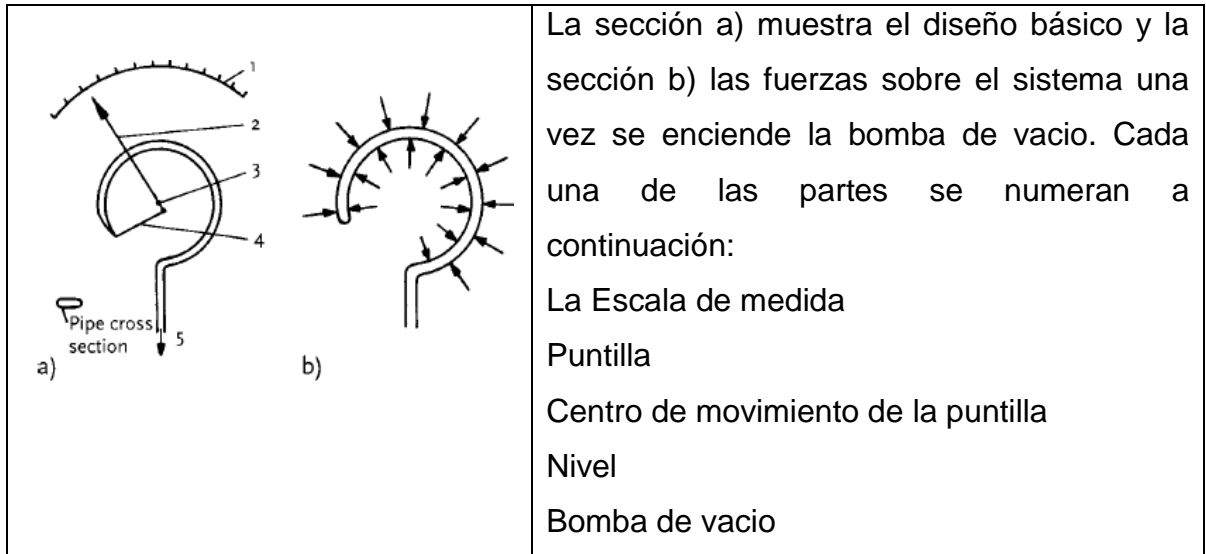 1
2
3
4
Pipe cross
section
5
a)
b)
La sección a) muestra el diseño básico y la
sección b) las fuerzas sobre el sistema una
vez se enciende la bomba de vacio. Cada
una de las partes se numeran a
continuación:
La Escala de medida
Puntilla
Centro de movimiento de la puntilla
Nivel
Bomba de vacio